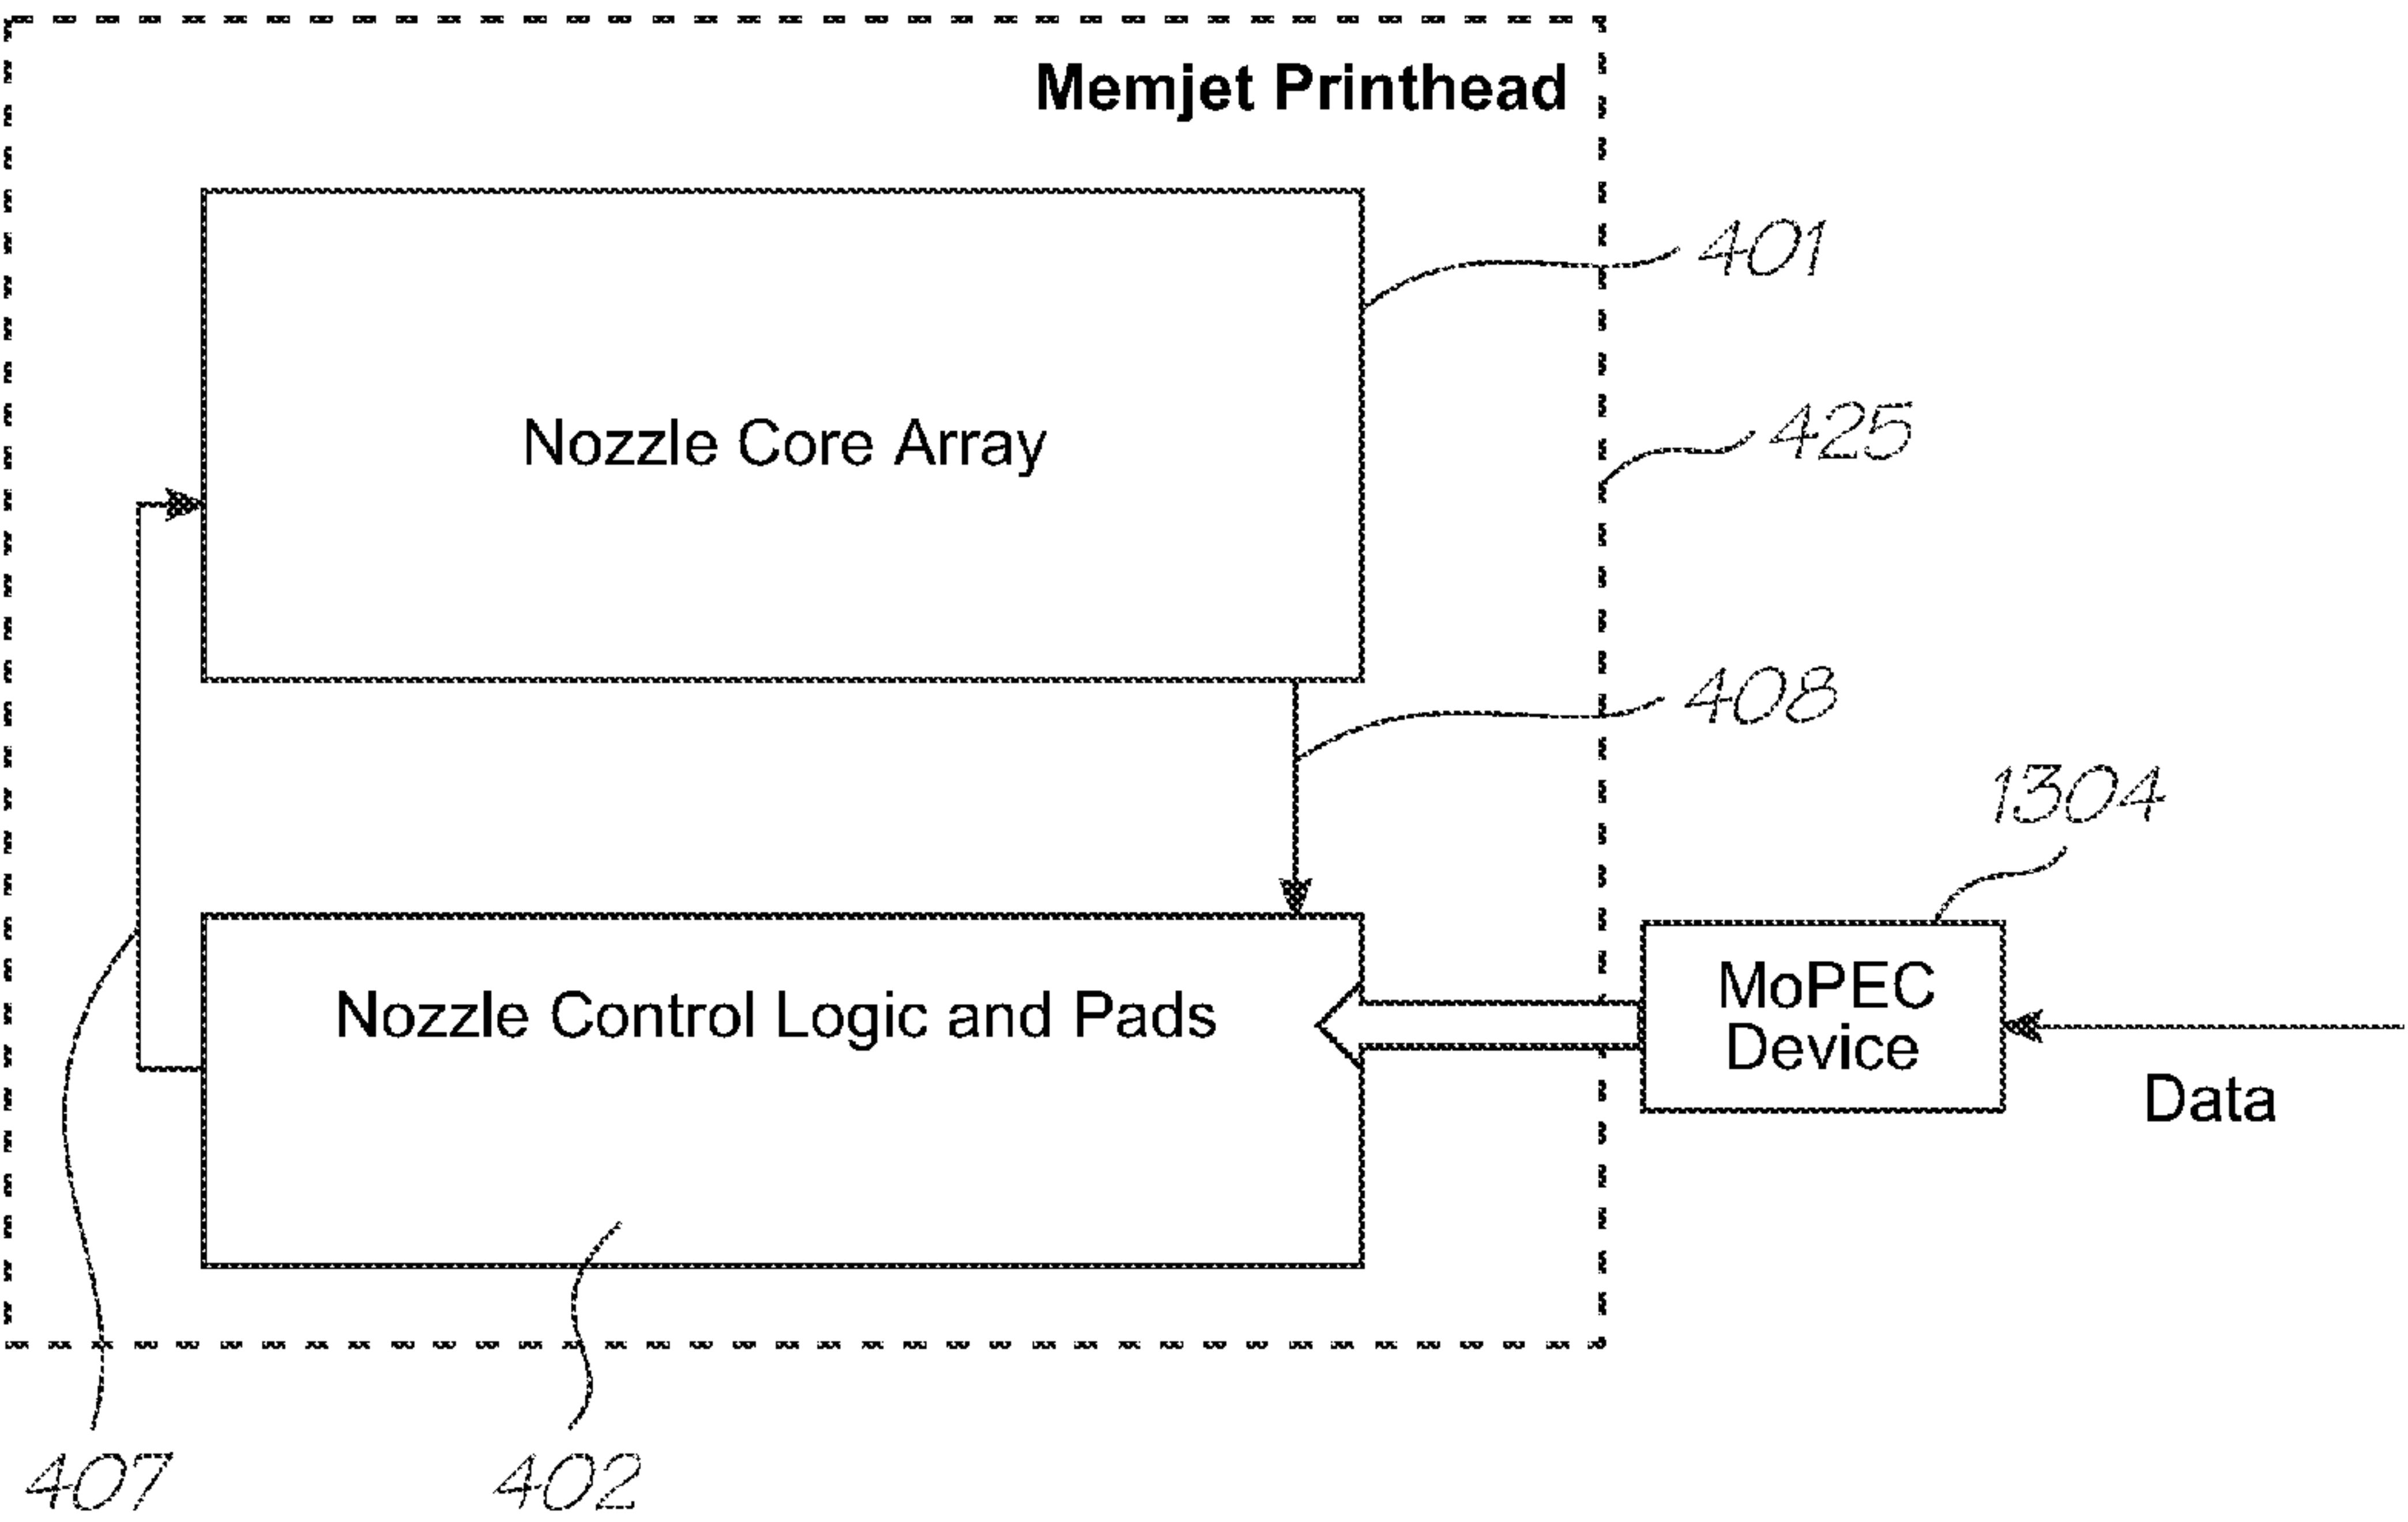 Memjet Printhead
401
Nozzle Core Array
425
408
1304
Nozzle Control Logic and Pads
MoPEC
Device
Data
407
402